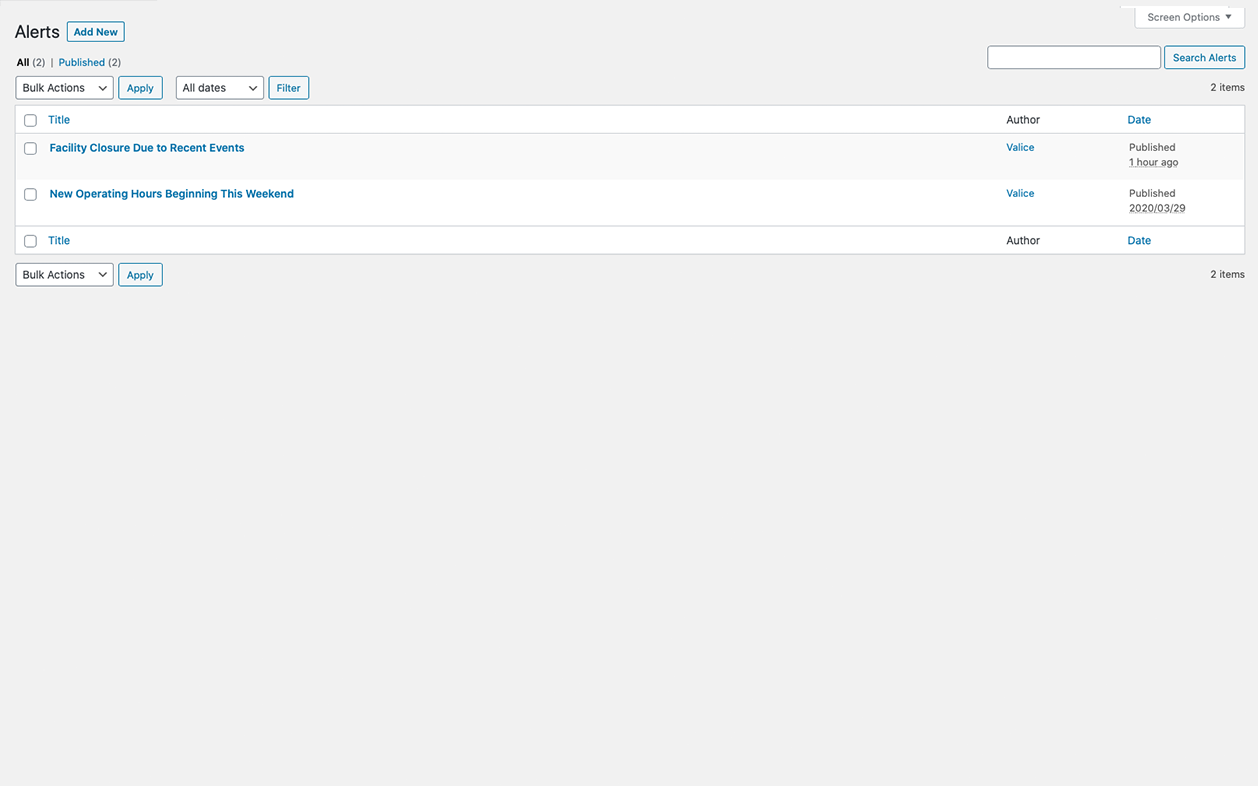 Screen Options ▼
Alerts Add New
All (2) | Published (2)
Search Alerts
Bulk Actions Apply All dates Filter 2 items
Title Author Date
Facility Closure Due to Recent Events Valice Published
1 hour ago
New Operating Hours Beginning This Weekend Valice Published
2020/03/29
Title Author Date
Bulk Actions Apply 2 items